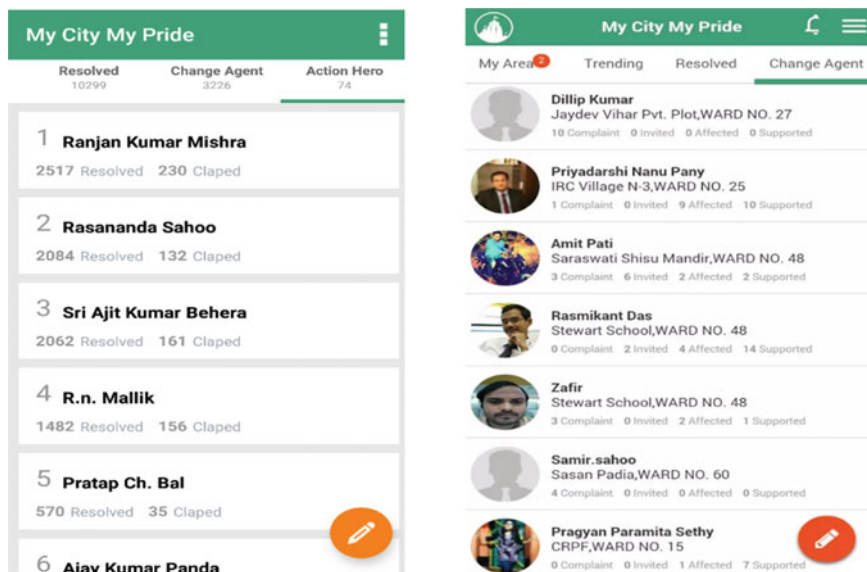 My City My Pride
Resolved Change Agent Action Hero
10299 3226 74
1 Ranjan Kumar Mishra
2517 Resolved 230 Claped
2 Rasananda Sahoo
2084 Resolved 132 Claped
3 Sri Ajit Kumar Behera
2062 Resolved 161 Claped
4 R.n. Mallik
1482 Resolved 156 Claped
5 Pratap Ch. Bal
570 Resolved 35 Claped
6 Ajay Kumar Panda
My City My Pride
My Area 2 Trending Resolved Change Agent
Dillip Kumar
Jaydev Vihar Pvt. Plot,WARD NO. 27
10 Complaint 0 Invited 0 Affected 0 Supported
Priyadarshi Nanu Pany
IRC Village N-3,WARD NO. 25
1 Complaint 0 Invited 9 Affected 10 Supported
Amit Pati
Saraswati Shisu Mandir,WARD NO. 48
3 Complaint 6 Invited 2 Affected 2 Supported
Rasmikant Das
Stewart School,WARD NO. 48
0 Complaint 2 Invited 4 Affected 14 Supported
Zafir
Stewart School,WARD NO. 48
3 Complaint 0 Invited 2 Affected 1 Supported
Samir.sahoo
Sasan Padia,WARD NO. 60
4 Complaint 0 Invited 0 Affected 0 Supported
Pragyan Paramita Sethy
CRPF,WARD NO. 15
0 Complaint 0 Invited 1 Affected 7 Supported